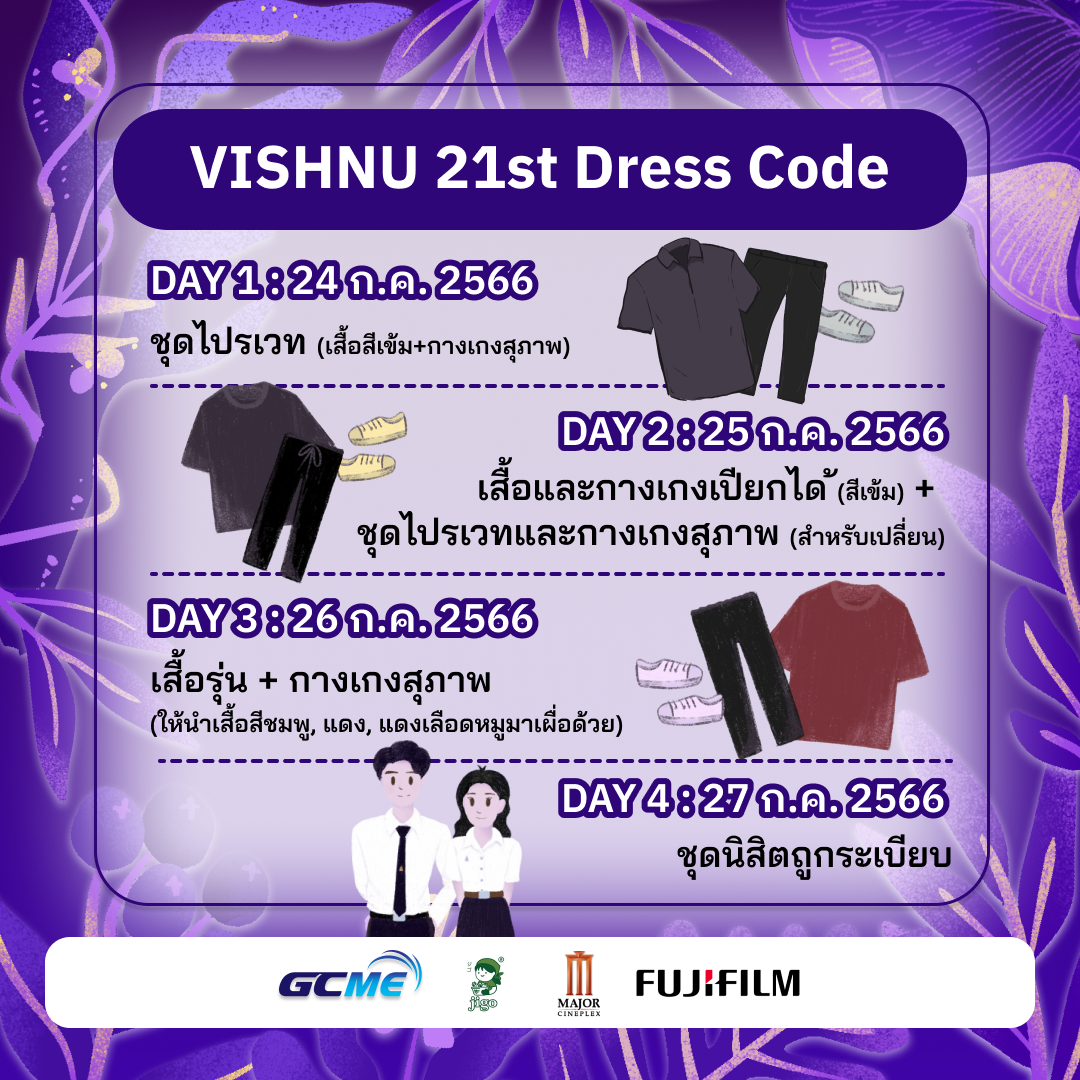 VISHNU 21st Dress Code
DAY 1 : 24 ก.ค. 2566
ชุดไปรเวท (เสื้อสีเข้ม+กางเกงสุภาพ)
DAY 2 : 25 ก.ค. 2566
เสื้อและกางเกงเปียกได้ (สีเข้ม) +
ชุดไปรเวทและกางเกงสุภาพ (สำหรับเปลี่ยน)
DAY 3 : 26 ก.ค. 2566
เสื้อรุ่น + กางเกงสุภาพ
(ให้นำเสื้อสีชมพู, แดง, แดงเลือดหมูมาเผื่อด้วย)
DAY 4 : 27 ก.ค. 2566
ชุดนิสิตถูกระเบียบ
GCME
jigo
MAJOR
CINEPLEX
FUJIFILM